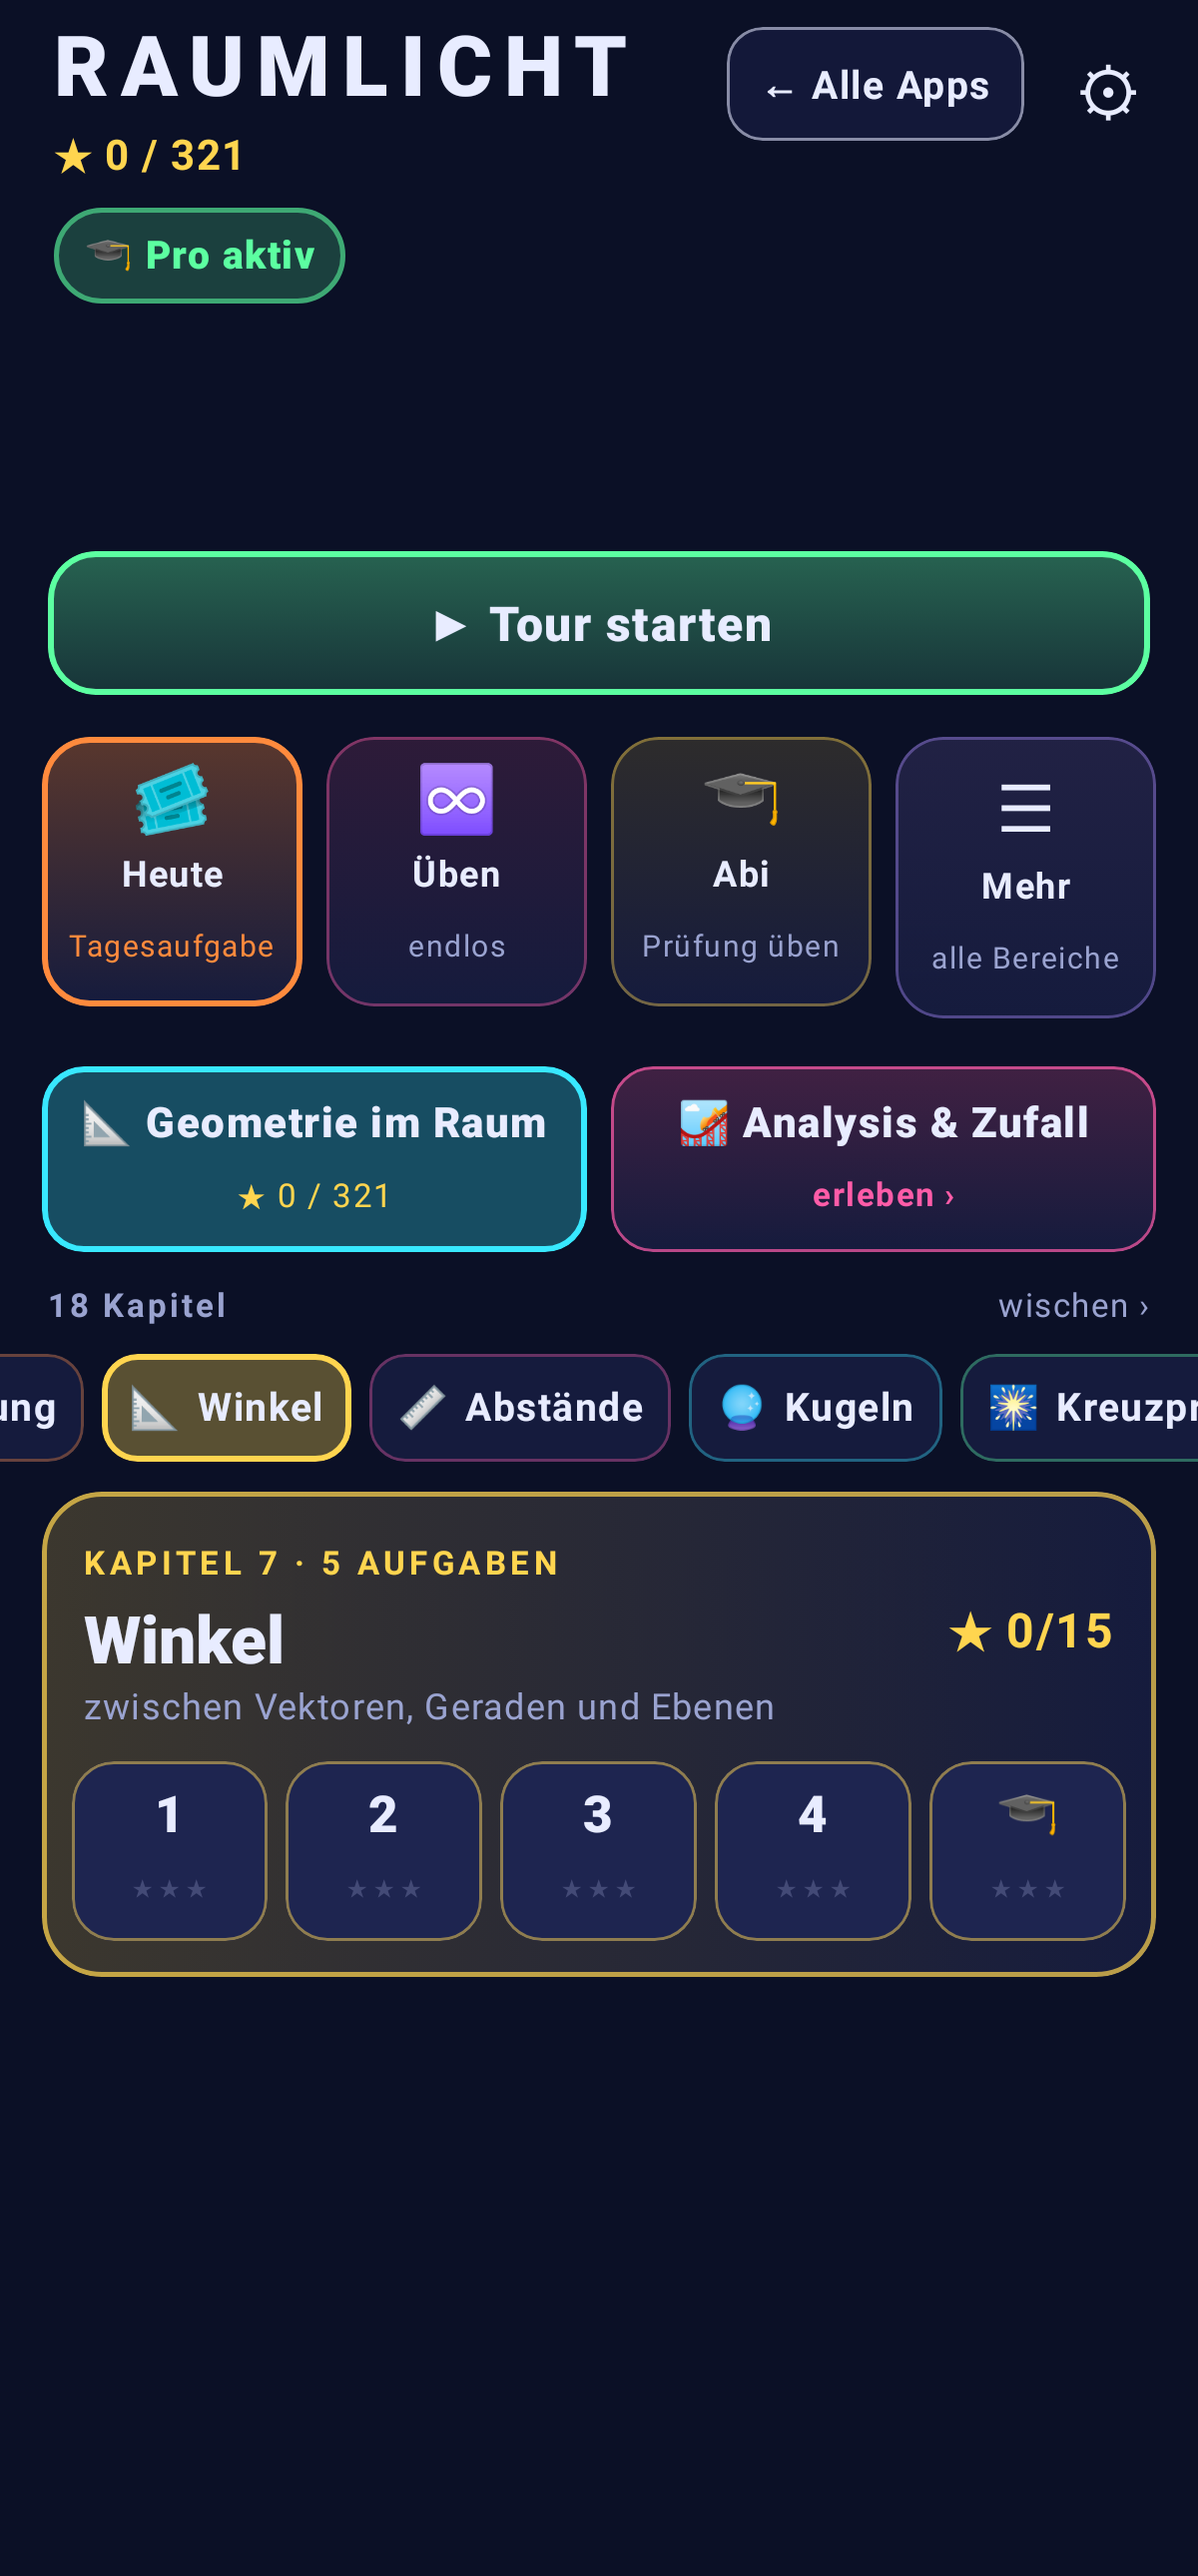 RAUMLICHT
← Alle Apps
★ 0 / 321
🎓 Pro aktiv
▶ Tour starten
Heute
Tagesaufgabe
Üben
endlos
Abi
Prüfung üben
Mehr
alle Bereiche
📐 Geometrie im Raum
★ 0 / 321
🎢 Analysis & Zufall
erleben ›
18 Kapitel
wischen ›
ung
📐 Winkel
📏 Abstände
🔮 Kugeln
🎇 Kreuzpr
KAPITEL 7 · 5 AUFGABEN
Winkel
★ 0/15
zwischen Vektoren, Geraden und Ebenen
1
2
3
4
★★★
★★★
★★★
★★★
★★★